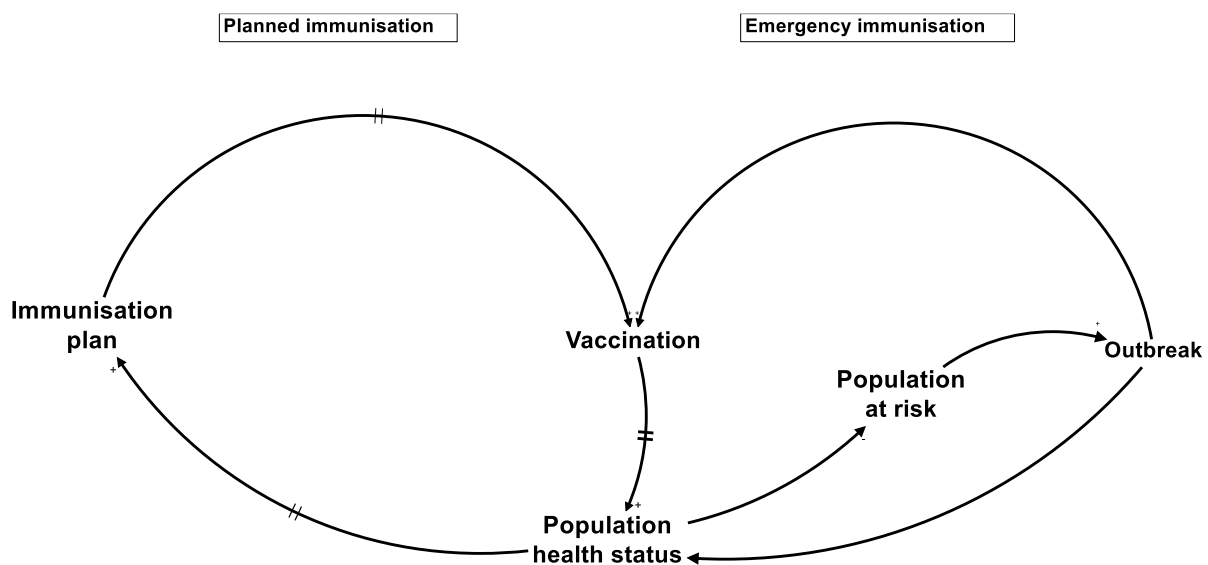 Planned immunisation
Emergency immunisation
Immunisation
plan
+
Vaccination
+ +
Population
at risk
-
Outbreak
+
Population
health status
+